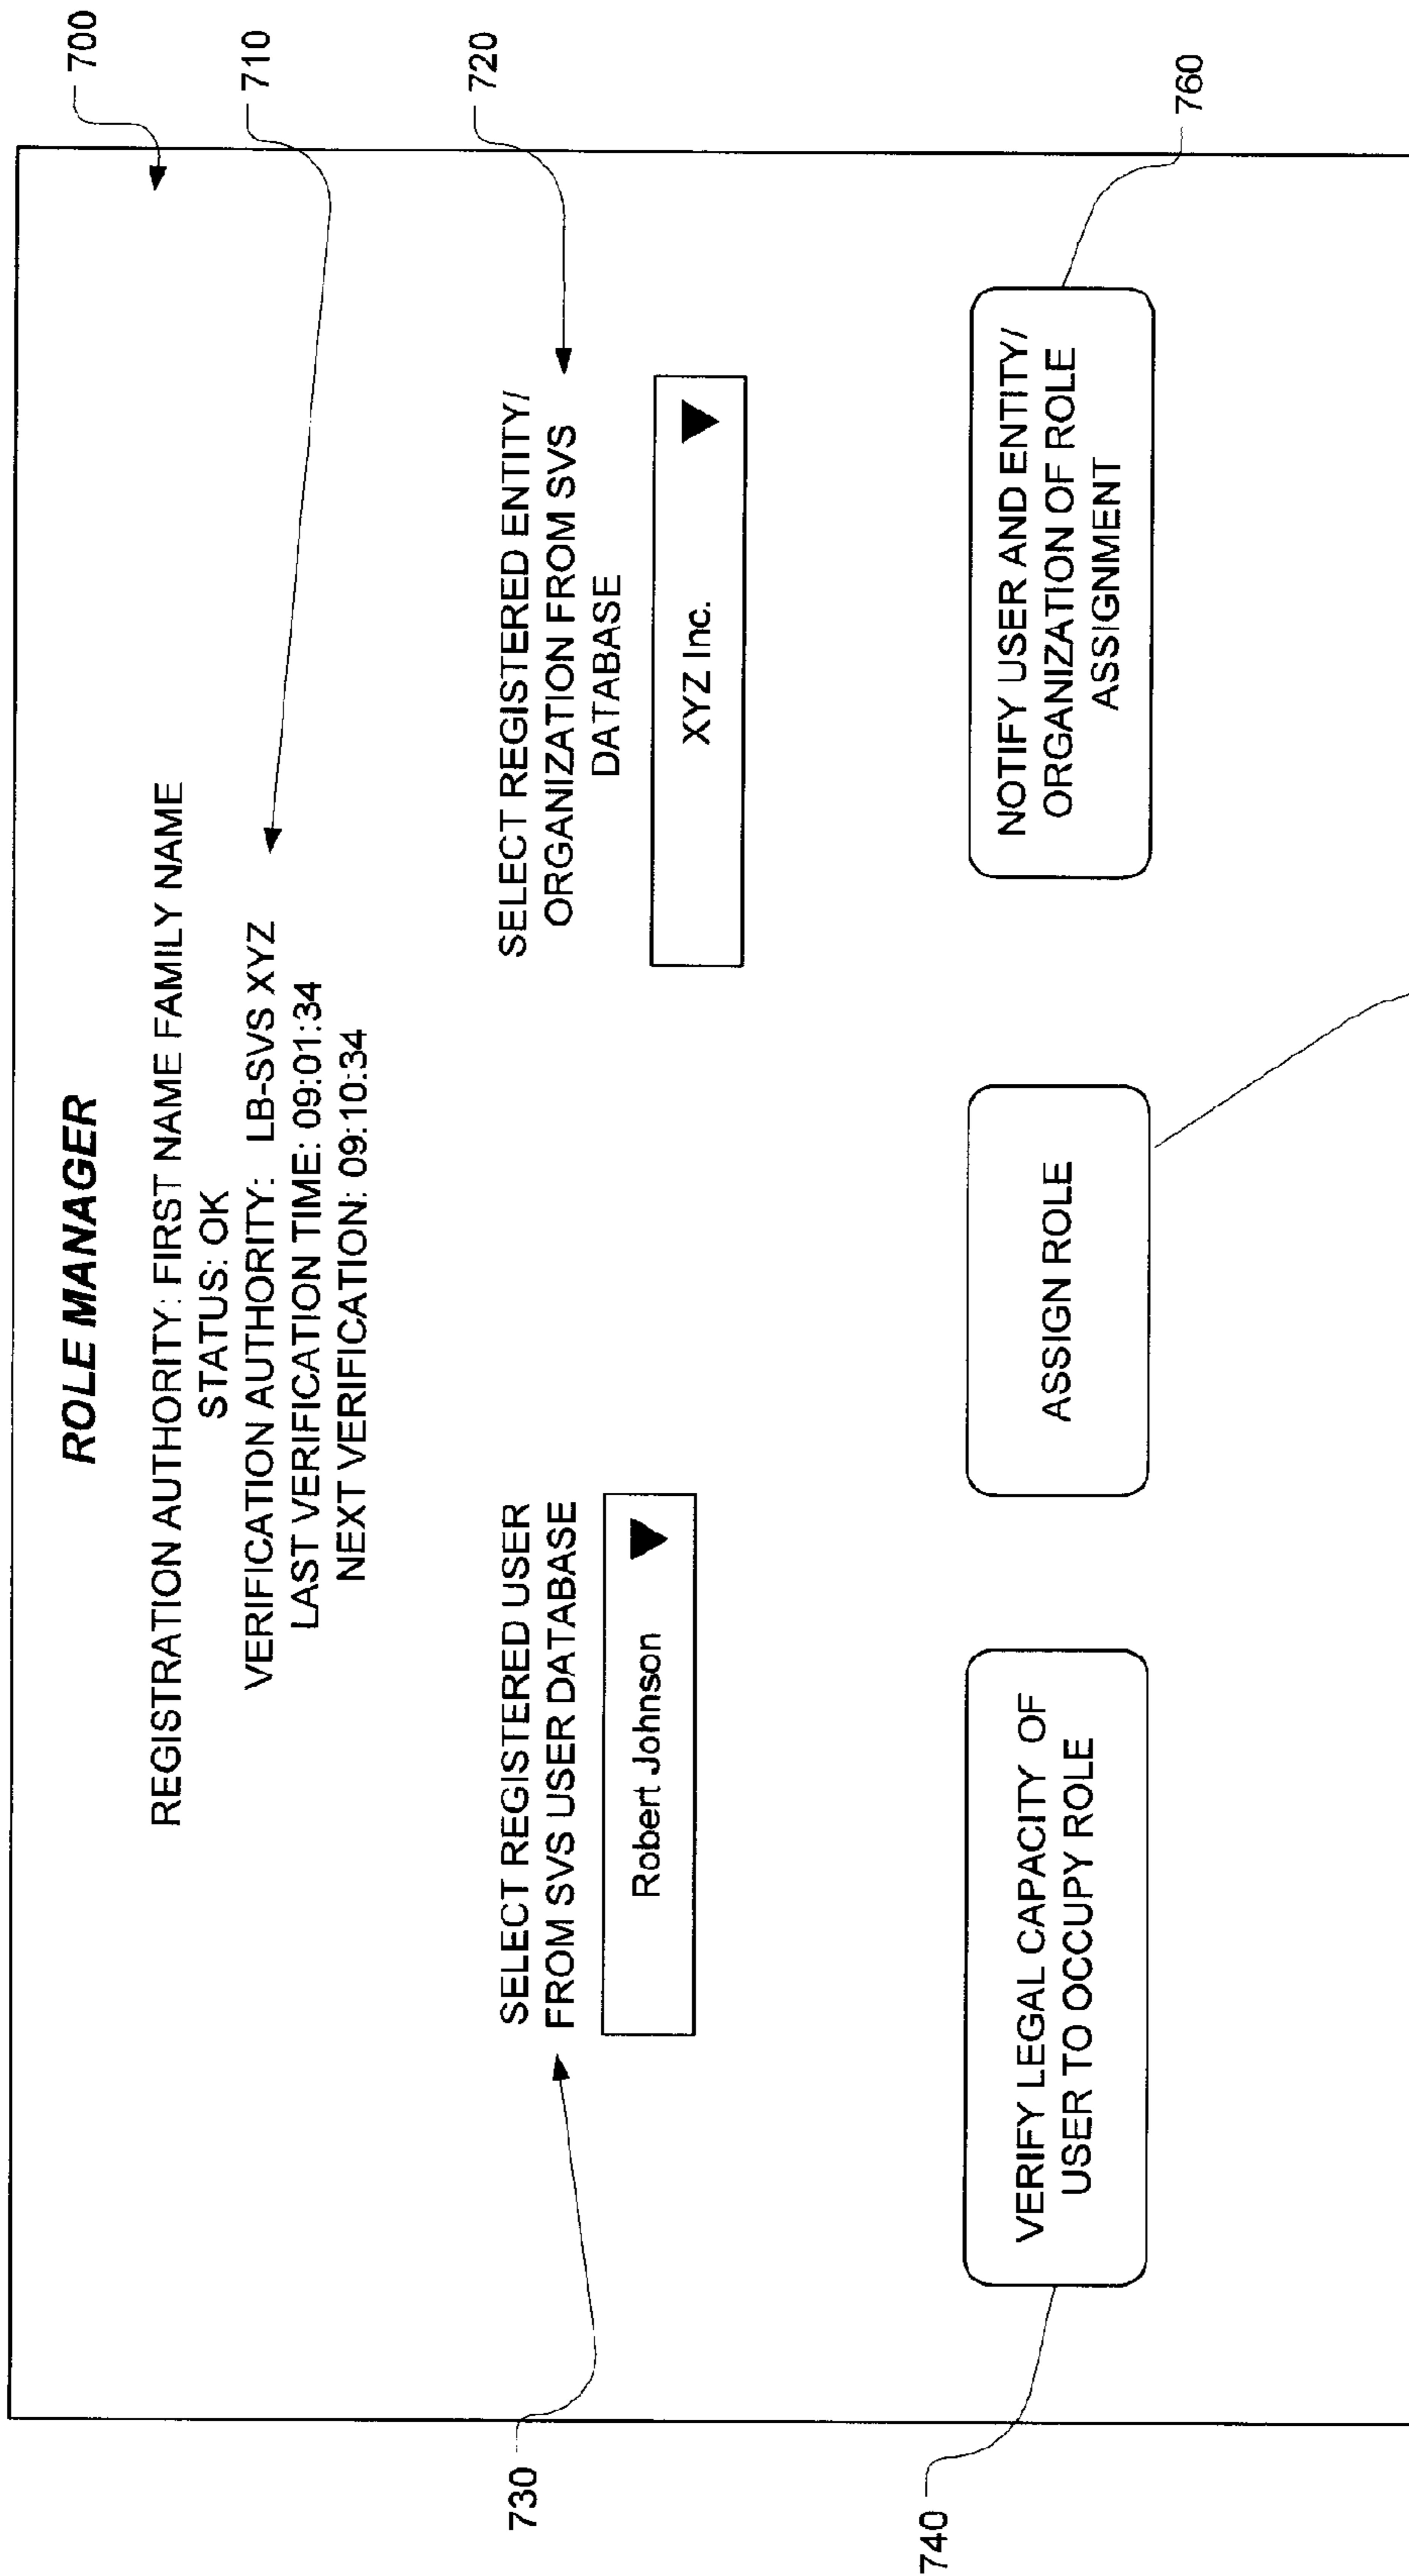 ROLE MANAGER
700
REGISTRATION AUTHORITY: FIRST NAME FAMILY NAME
STATUS: OK
VERIFICATION AUTHORITY: LB-SVS XYZ
LAST VERIFICATION TIME: 09:01:34
NEXT VERIFICATION: 09:10:34
710
730
SELECT REGISTERED USER
FROM SVS USER DATABASE
Robert Johnson
SELECT REGISTERED ENTITY/
ORGANIZATION FROM SVS
DATABASE
XYZ Inc.
720
740
VERIFY LEGAL CAPACITY OF
USER TO OCCUPY ROLE
ASSIGN ROLE
NOTIFY USER AND ENTITY/
ORGANIZATION OF ROLE
ASSIGNMENT
760